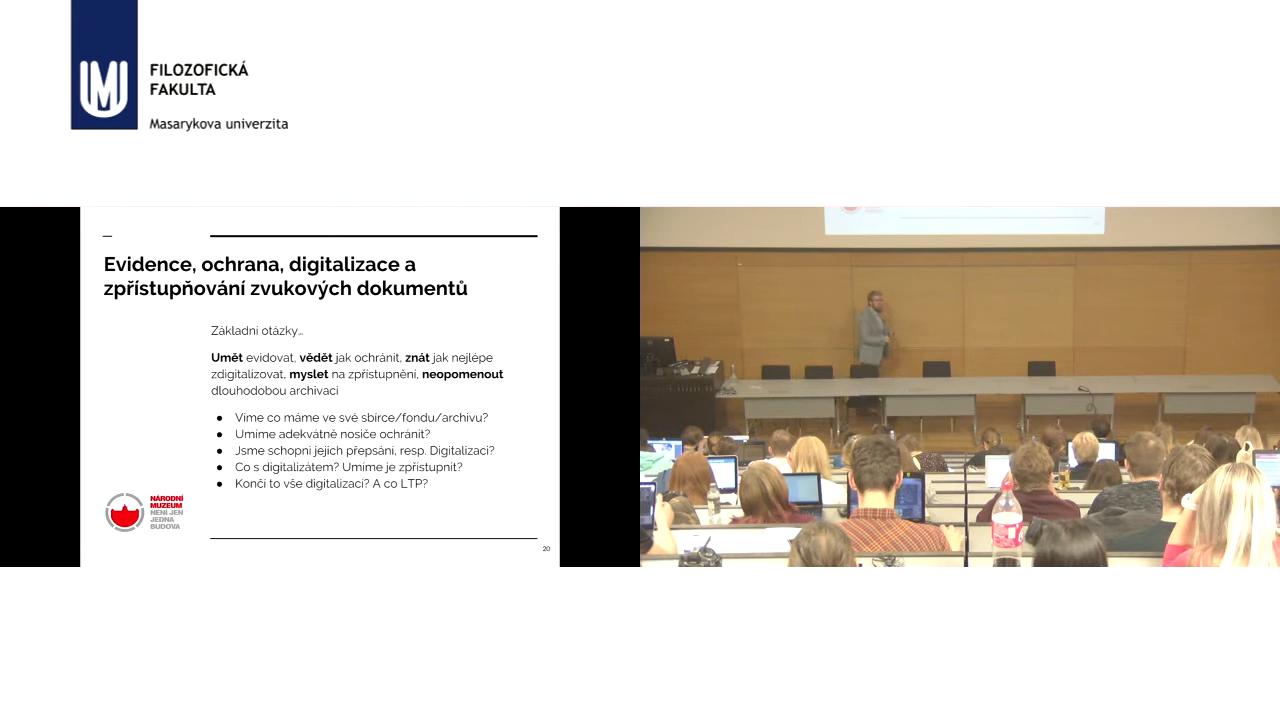 FILOZOFICKÁ
FAKULTA
Masarykova univerzita
Evidence, ochrana, digitalizace a
zpřístupňování zvukových dokumentů
Základní otázky…
Umět evidovat, vědět jak ochránit, znát jak nejlépe
zdigitalizovat, myslet na zpřístupnění, neopomenout
dlouhodobou archivaci
● Víme co máme ve své sbírce/fondu/archivu?
● Umíme adekvátně nosiče ochránit?
● Jsme schopni jejich přepsání, resp. Digitalizaci?
● Co s digitalizátem? Umíme je zpřístupnit?
● Končí to vše digitalizací? A co LTP?
NÁRODNÍ
MUZEUM
NENÍ JEN
JEDNA
BUDOVA
20